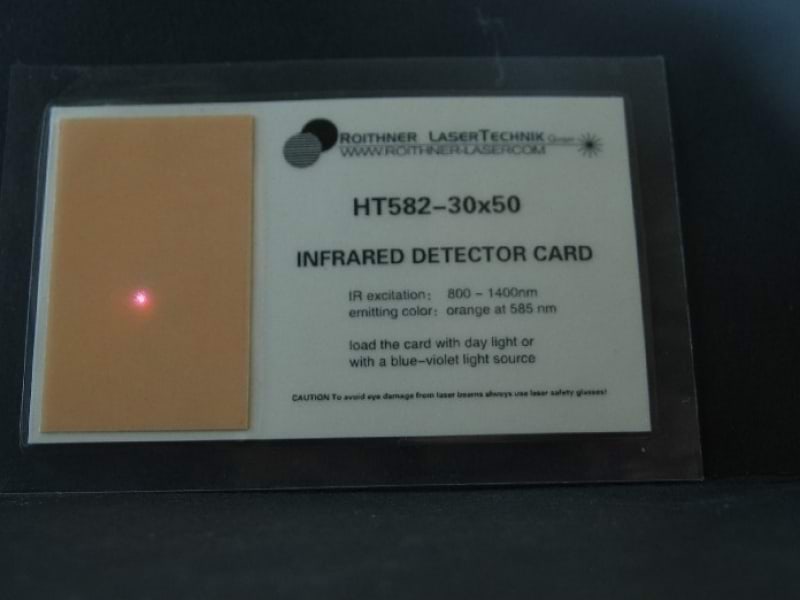 ROITHNER LASERTECHNIK GmbH
WWW.ROITHNER-LASER.COM
HT582-30x50
INFRARED DETECTOR CARD
IR excitation: 800 - 1400nm
emitting color: orange at 585 nm
load the card with day light or
with a blue-violet light source
CAUTION To avoid eye damage from laser beams always use laser safety glasses!